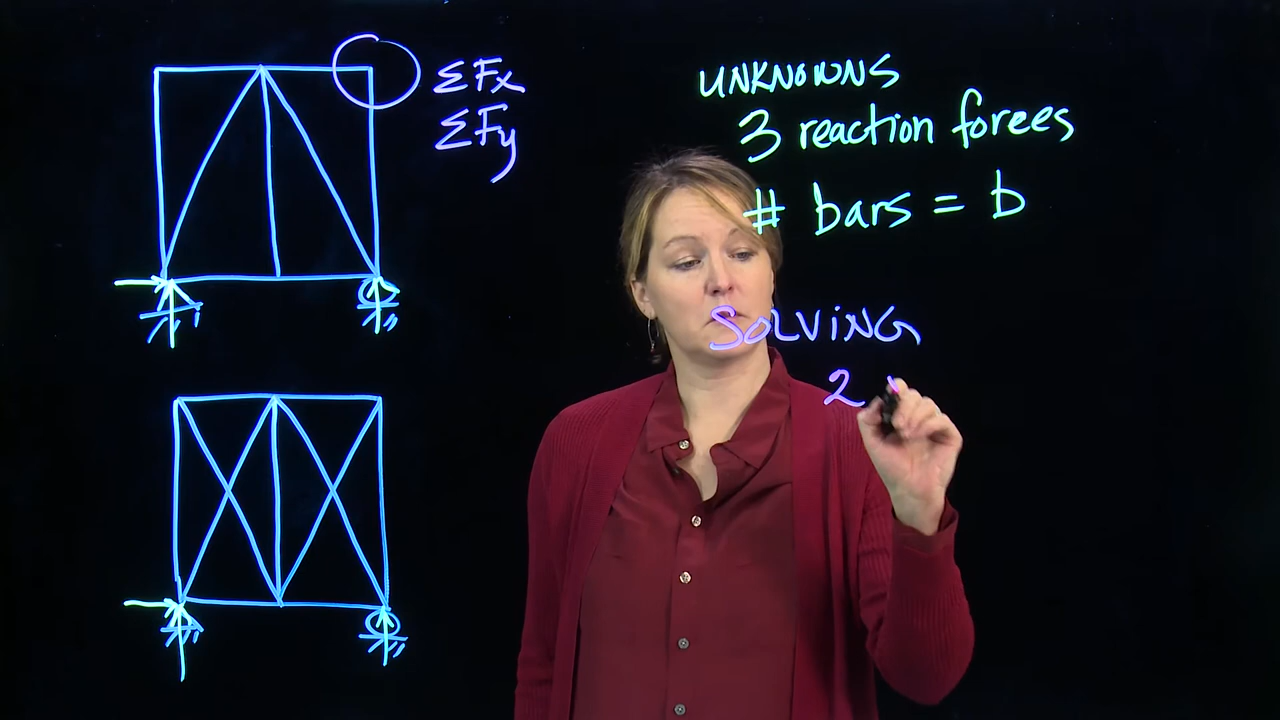 ΣFx
ΣFy
UNKNOWNS
3 reaction forces
# bars = b
SOLVING
2